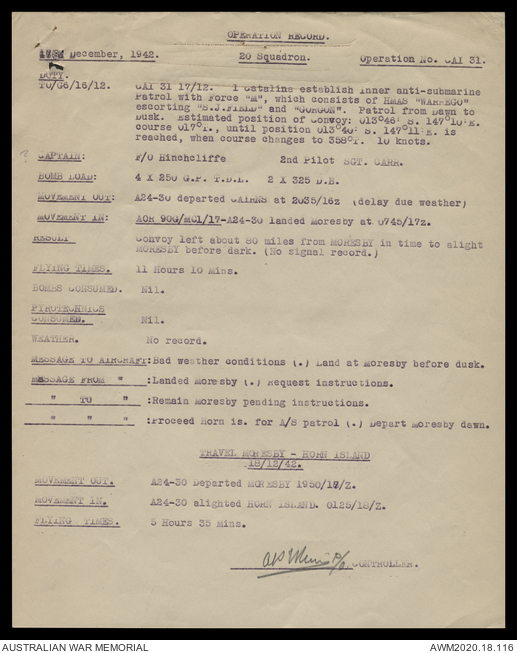 OPERATION RECORD.
December, 1942. 20 Squadron. Operation No. CAI 31.
DUTY.
TO/G6/16/12. CAI 31 17/12. 1 Catalina establish inner anti-submarine
Patrol with Force "M", which consists of HMAS "WARREGO"
escorting "S.J.FIELD" and "GORGON". Patrol from Dawn to
Dusk. Estimated position of Convoy: 013°46: S. 147°10:E.
course 017°T., until position 013°40: S. 147°11:E. is
reached, when course changes to 358°T. 10 knots.
CAPTAIN: F/O Hinchcliffe 2nd Pilot SGT. CARR.
BOMB LOAD: 4 X 250 G.P. T.D.I. 2 X 325 D.B.
MOVEMENT OUT: A24-30 departed CAIRNS at 2035/16z (delay due weather)
MOVEMENT IN: AOR 90G/MC1/17-A24-30 landed Moresby at 0745/17z.
RESULT Convoy left about 80 miles from MORESBY in time to alight
MORESBY before dark. (No signal record.)
FLYING TIMES. 11 Hours 10 Mins.
BOMBS CONSUMED. Nil.
PYROTECHNICS
CONSUMED. Nil.
WEATHER. No record.
MESSAGE TO AIRCRAFT:Bad weather conditions (.) Land at Moresby before dusk.
MESSAGE FROM " :Landed Moresby (.) Request instructions.
" TO " :Remain Moresby pending instructions.
" " " :Proceed Horn is. for A/S patrol (.) Depart Moresby dawn.
TRAVEL MORESBY - HORN ISLAND
18/12/42.
MOVEMENT OUT. A24-30 Departed MORESBY 1950/17/Z.
MOVEMENT IN. A24-30 alighted HORN ISLAND. 0125/18/Z.
FLYING TIMES. 5 Hours 35 Mins.
P/O. CONTROLLER.
AUSTRALIAN WAR MEMORIAL AWM2020.18.116